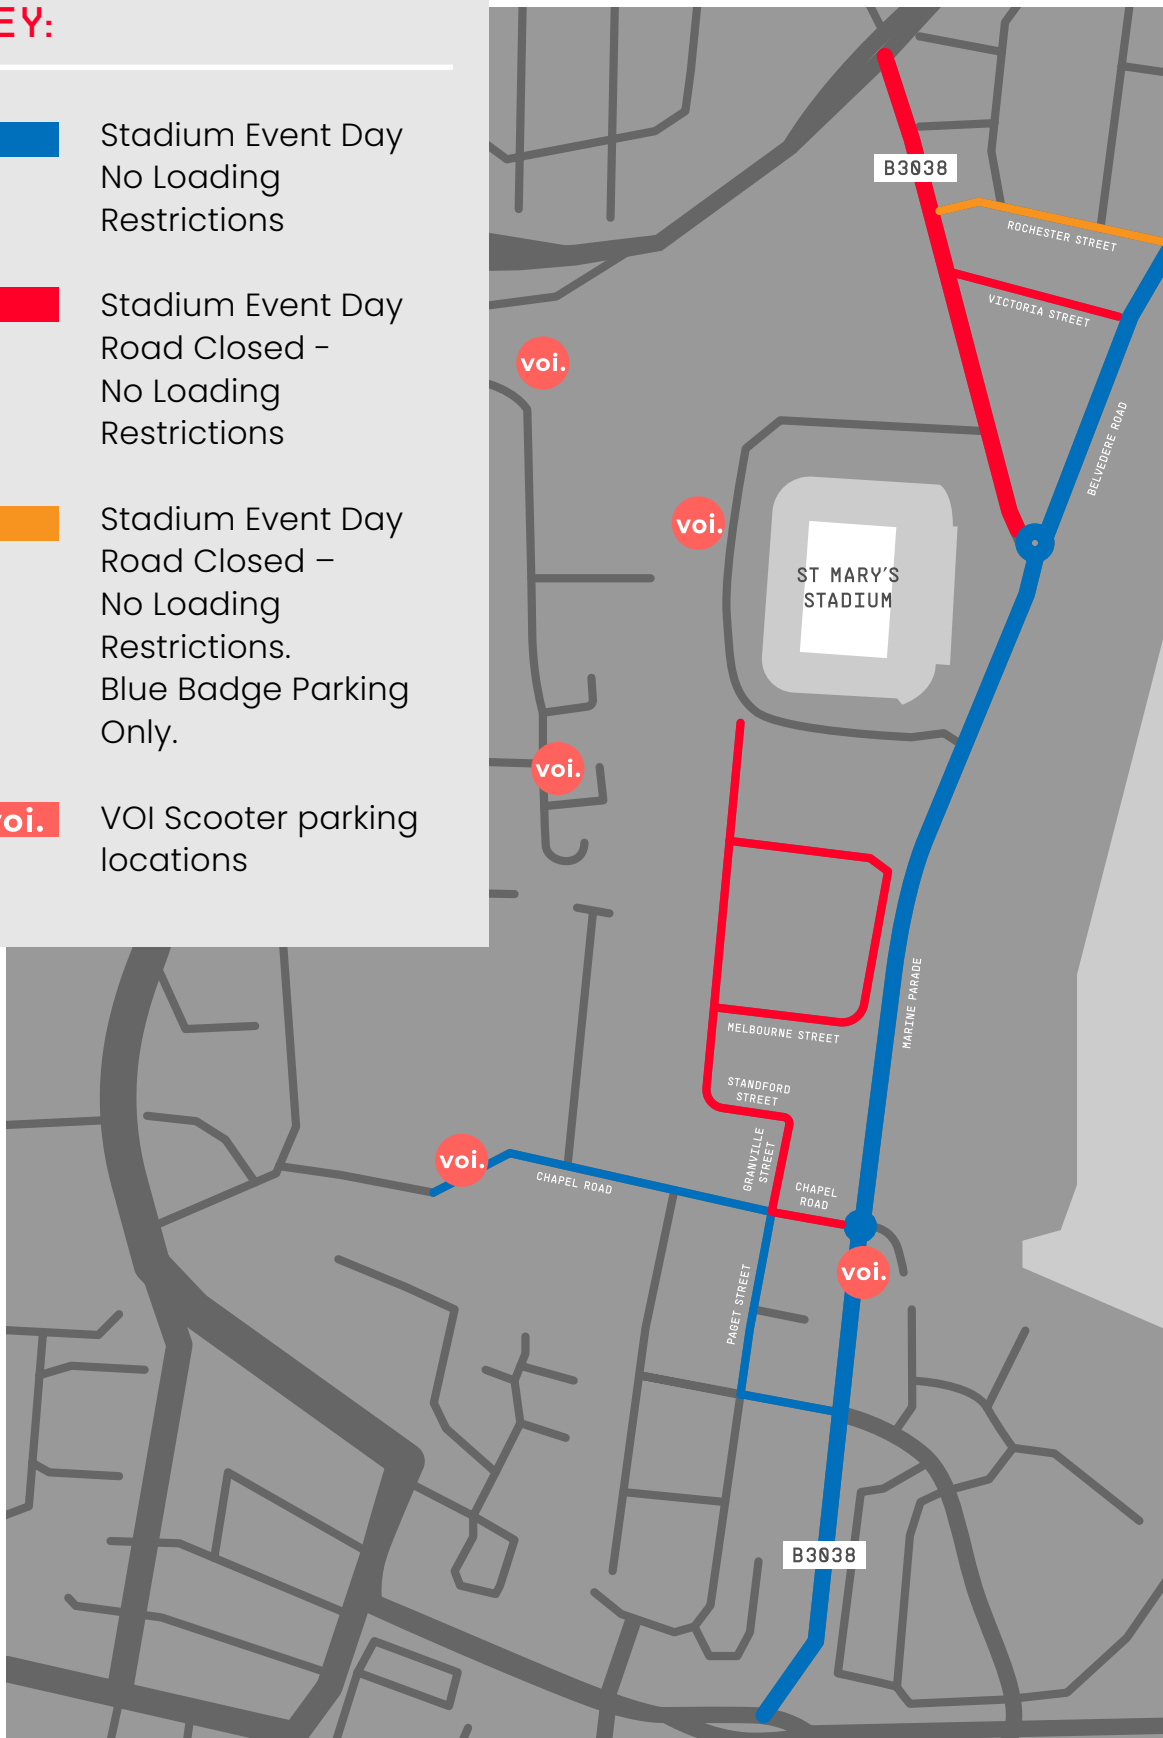 EY:
Stadium Event Day
No Loading
Restrictions
Stadium Event Day
Road Closed -
No Loading
Restrictions
Stadium Event Day
Road Closed –
No Loading
Restrictions.
Blue Badge Parking
Only.
voi.
VOI Scooter parking
locations
B3038
ROCHESTER STREET
VICTORIA STREET
voi.
BELVEDERE ROAD
voi.
ST MARY’S
STADIUM
voi.
MARINE PARADE
MELBOURNE STREET
STANDFORD
STREET
GRANVILLE
STREET
voi.
CHAPEL ROAD
CHAPEL
ROAD
voi.
PAGET STREET
B3038